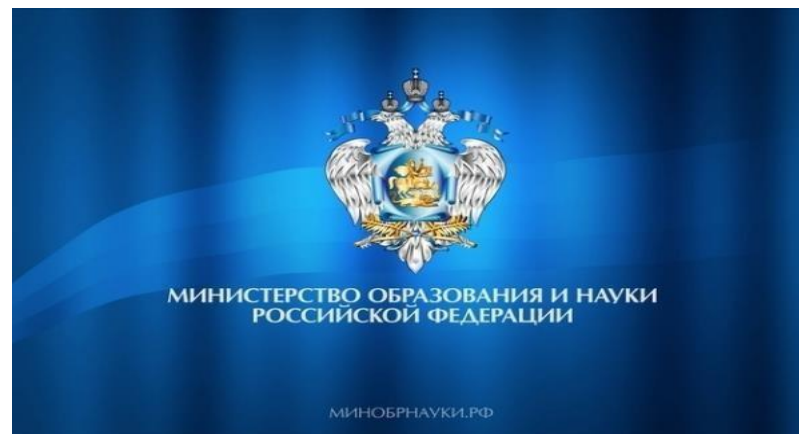 МИНИСТЕРСТВО ОБРАЗОВАНИЯ И НАУКИ
РОССИЙСКОЙ ФЕДЕРАЦИИ
МИНОБРНАУКИ.РФ